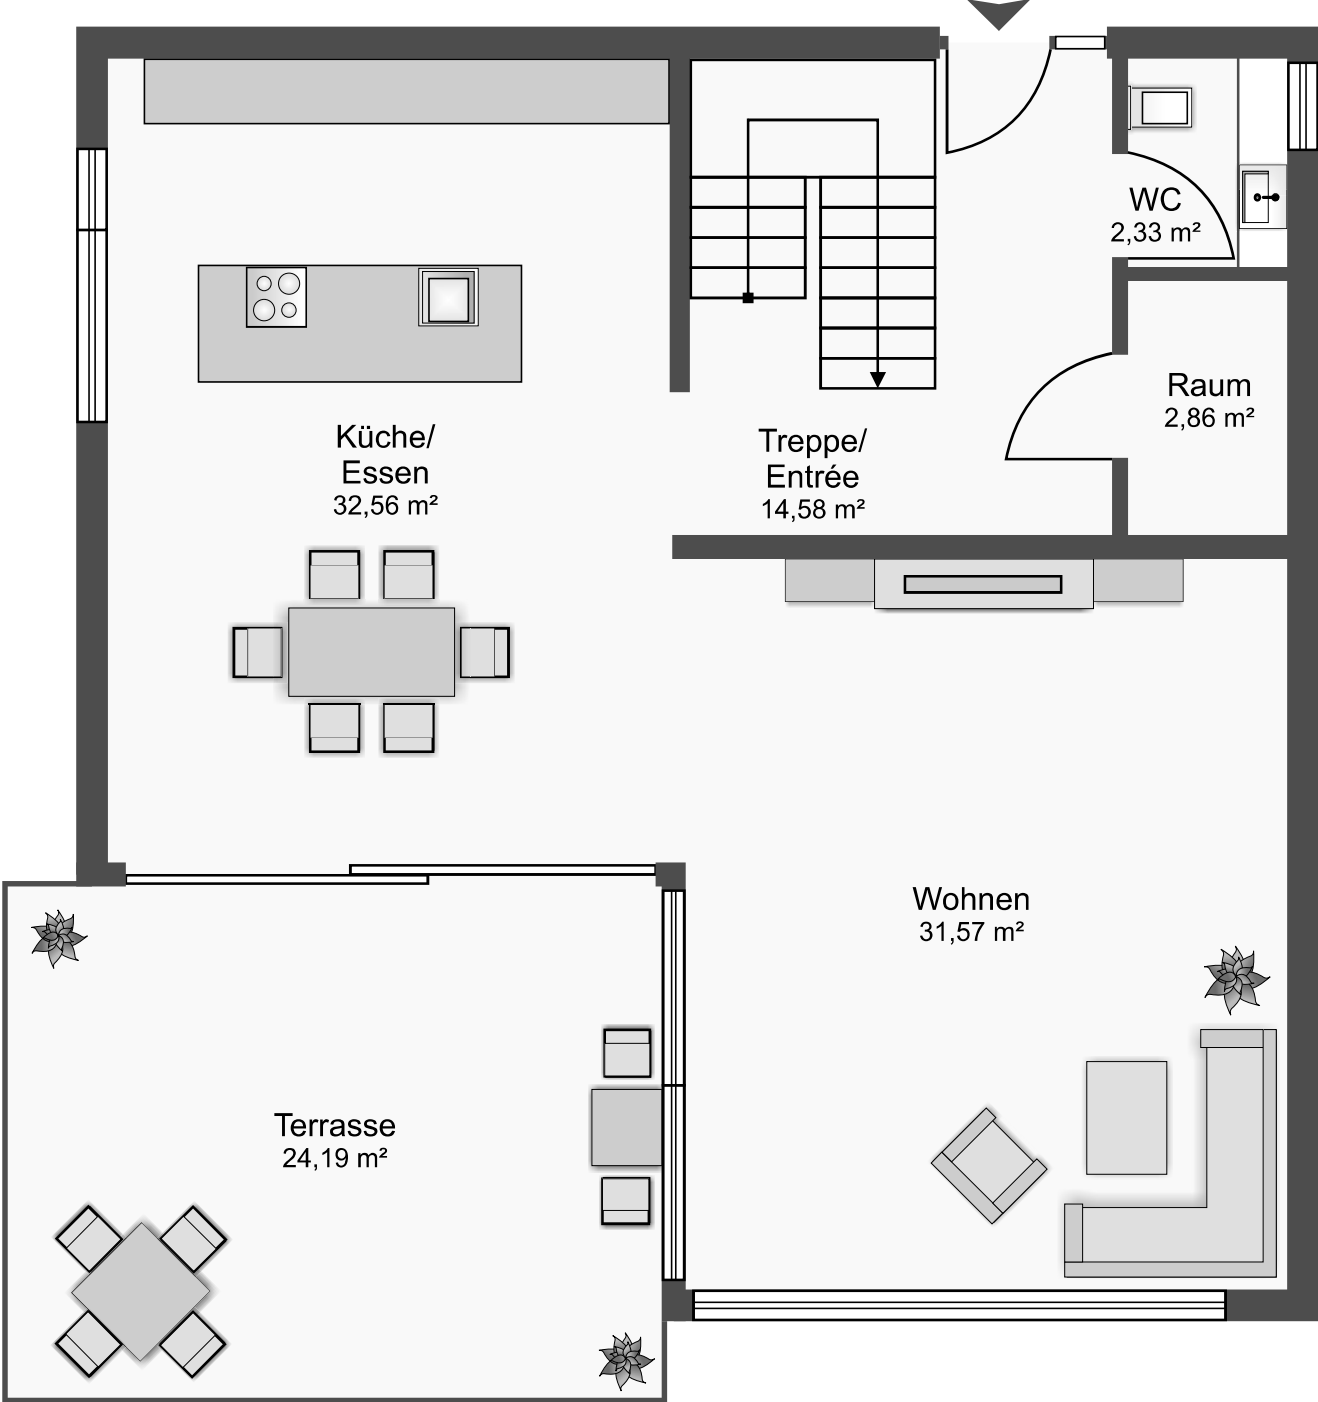 WC
2,33 m²
Raum
2,86 m²
Küche/
Essen
32,56 m²
Treppe/
Entrée
14,58 m²
Wohnen
31,57 m²
Terrasse
24,19 m²